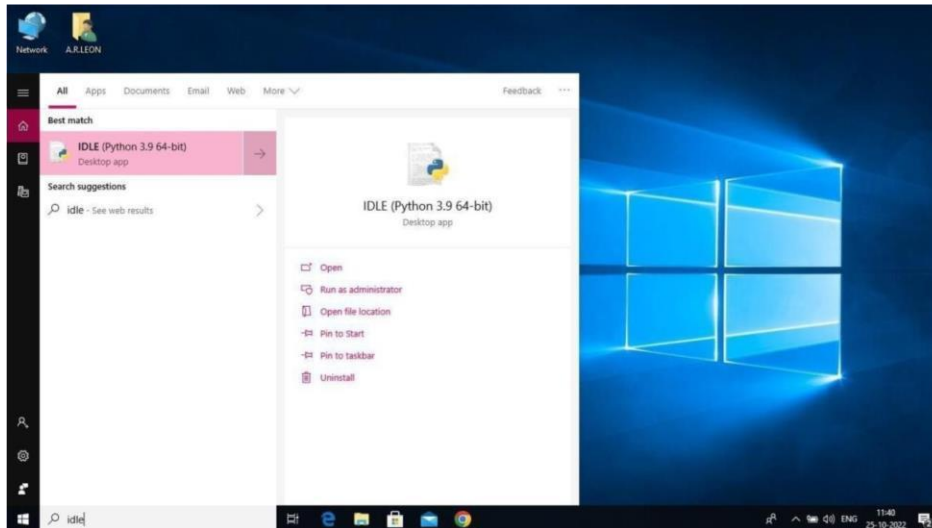 Network
A.R.LEON
All Apps Documents Email Web More Feedback
Best match
IDLE (Python 3.9 64-bit)
Desktop app
Search suggestions
idle - See web results
IDLE (Python 3.9 64-bit)
Desktop app
Open
Run as administrator
Open file location
Pin to Start
Pin to taskbar
Uninstall
idle
ENG
11:40
25-10-2022